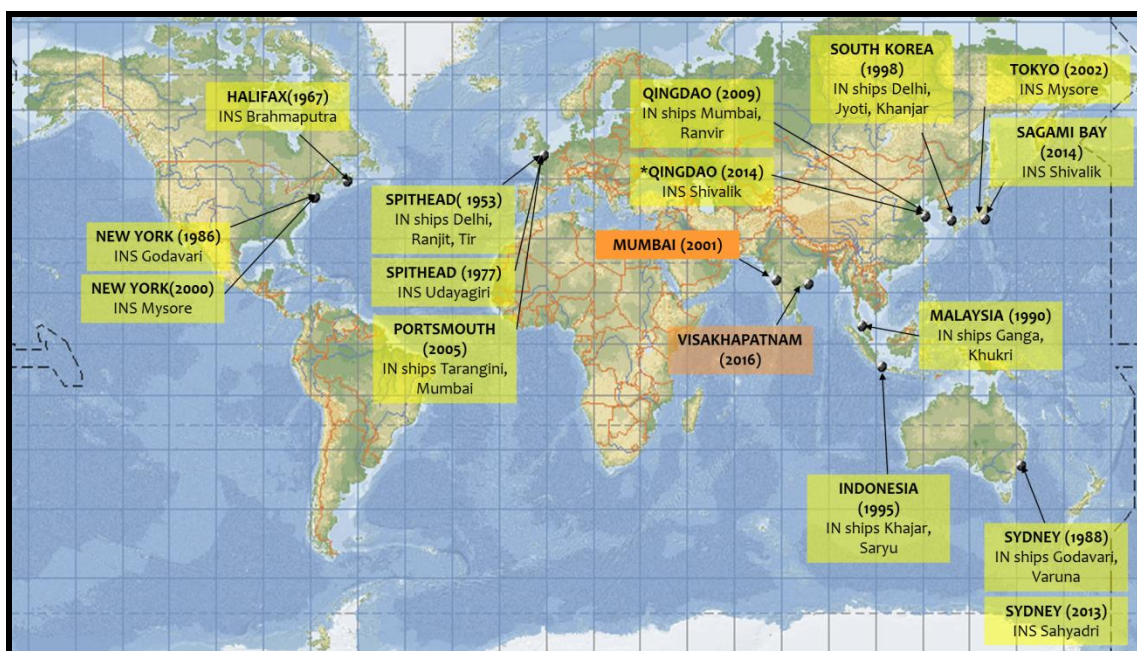 HALIFAX(1967)
INS Brahmaputra
NEW YORK (1986)
INS Godavari
NEW YORK(2000)
INS Mysore
SPITHEAD( 1953)
IN ships Delhi,
Ranjit, Tir
SPITHEAD (1977)
INS Udayagiri
PORTSMOUTH
(2005)
IN ships Tarangini,
Mumbai
QINGDAO (2009)
IN ships Mumbai,
Ranvir
*QINGDAO (2014)
INS Shivalik
MUMBAI (2001)
VISAKHAPATNAM
(2016)
SOUTH KOREA
(1998)
IN ships Delhi,
Jyoti, Khanjar
TOKYO (2002)
INS Mysore
SAGAMI BAY
(2014)
INS Shivalik
MALAYSIA (1990)
IN ships Ganga,
Khukri
INDONESIA
(1995)
IN ships Khajar,
Saryu
SYDNEY (1988)
IN ships Godavari,
Varuna
SYDNEY (2013)
INS Sahyadri